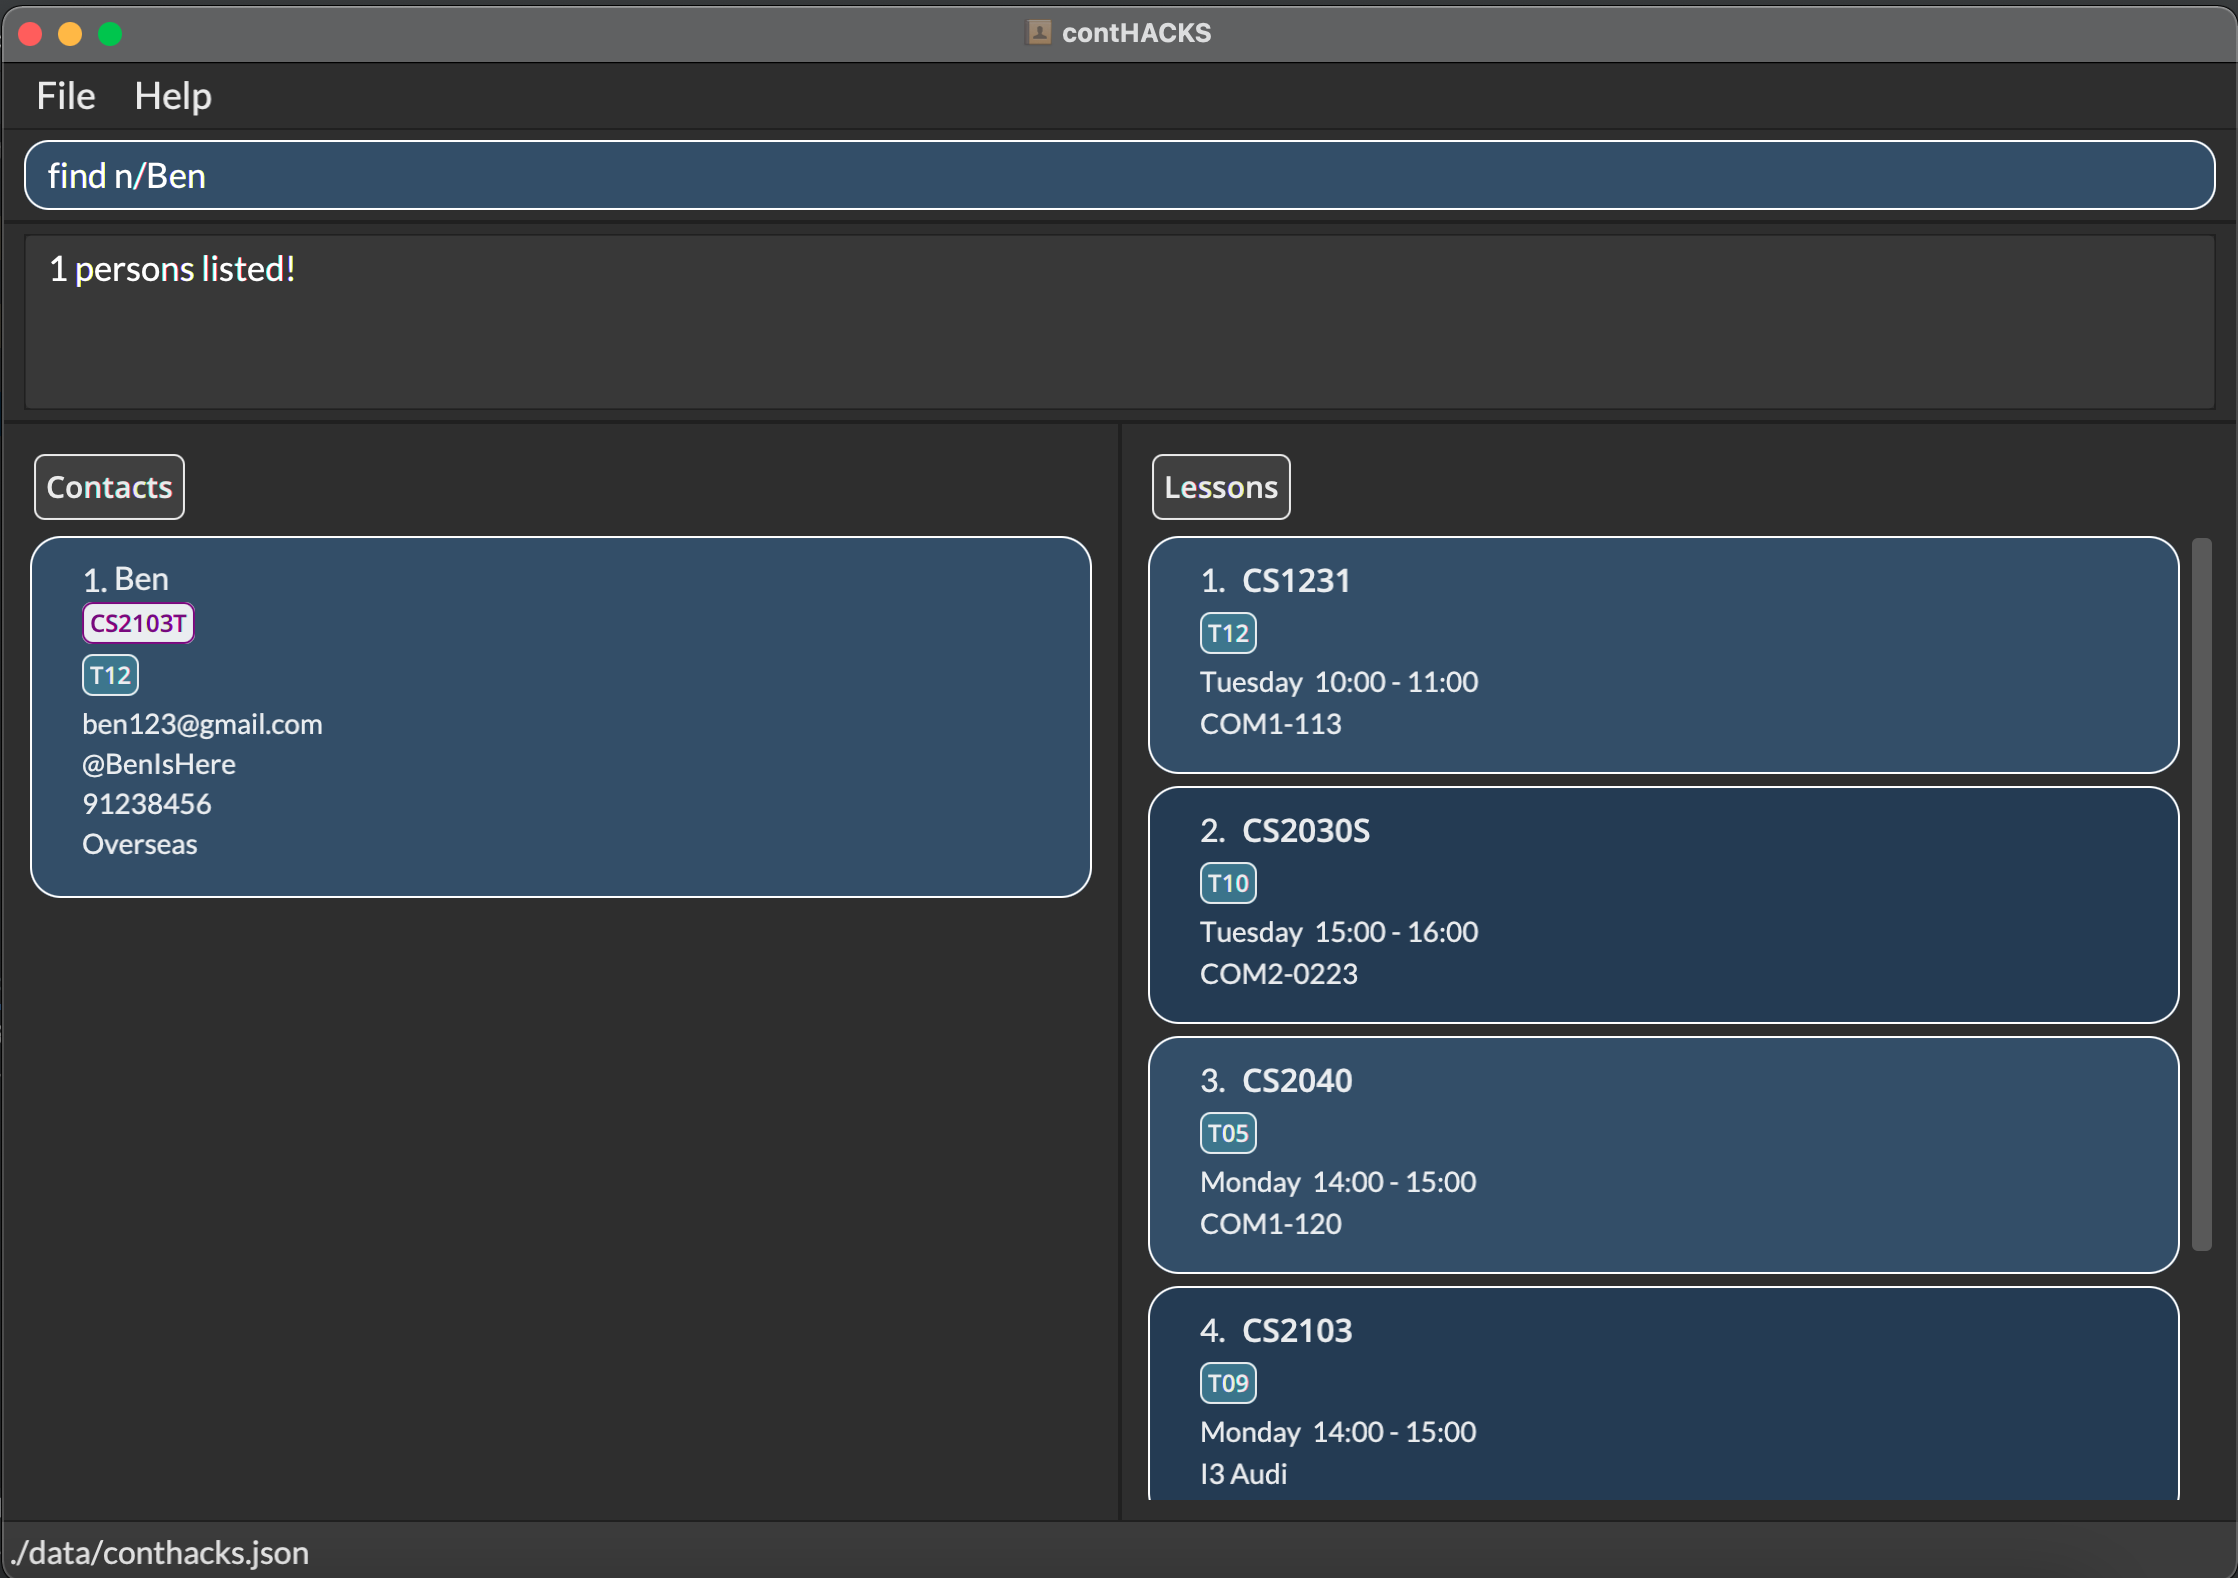 contHACKS
File Help
find n/Ben
1 persons listed!
Contacts
1. Ben
CS2103T
T12
ben123@gmail.com
@BenIsHere
91238456
Overseas
Lessons
1. CS1231
T12
Tuesday 10:00 - 11:00
COM1-113
2. CS2030S
T10
Tuesday 15:00 - 16:00
COM2-0223
3. CS2040
T05
Monday 14:00 - 15:00
COM1-120
4. CS2103
T09
Monday 14:00 - 15:00
I3 Audi
./data/conthacks.json